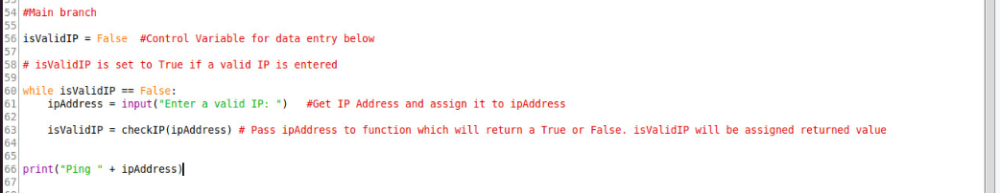 54 #Main branch
55
56 isValidIP = False  #Control Variable for data entry below
57
58 # isValidIP is set to True if a valid IP is entered
59
60 while isValidIP == False:
61     ipAddress = input("Enter a valid IP: ")   #Get IP Address and assign it to ipAddress
62
63     isValidIP = checkIP(ipAddress) # Pass ipAddress to function which will return a True or False. isValidIP will be assigned returned value
64
65
66 print("Ping " + ipAddress)
67